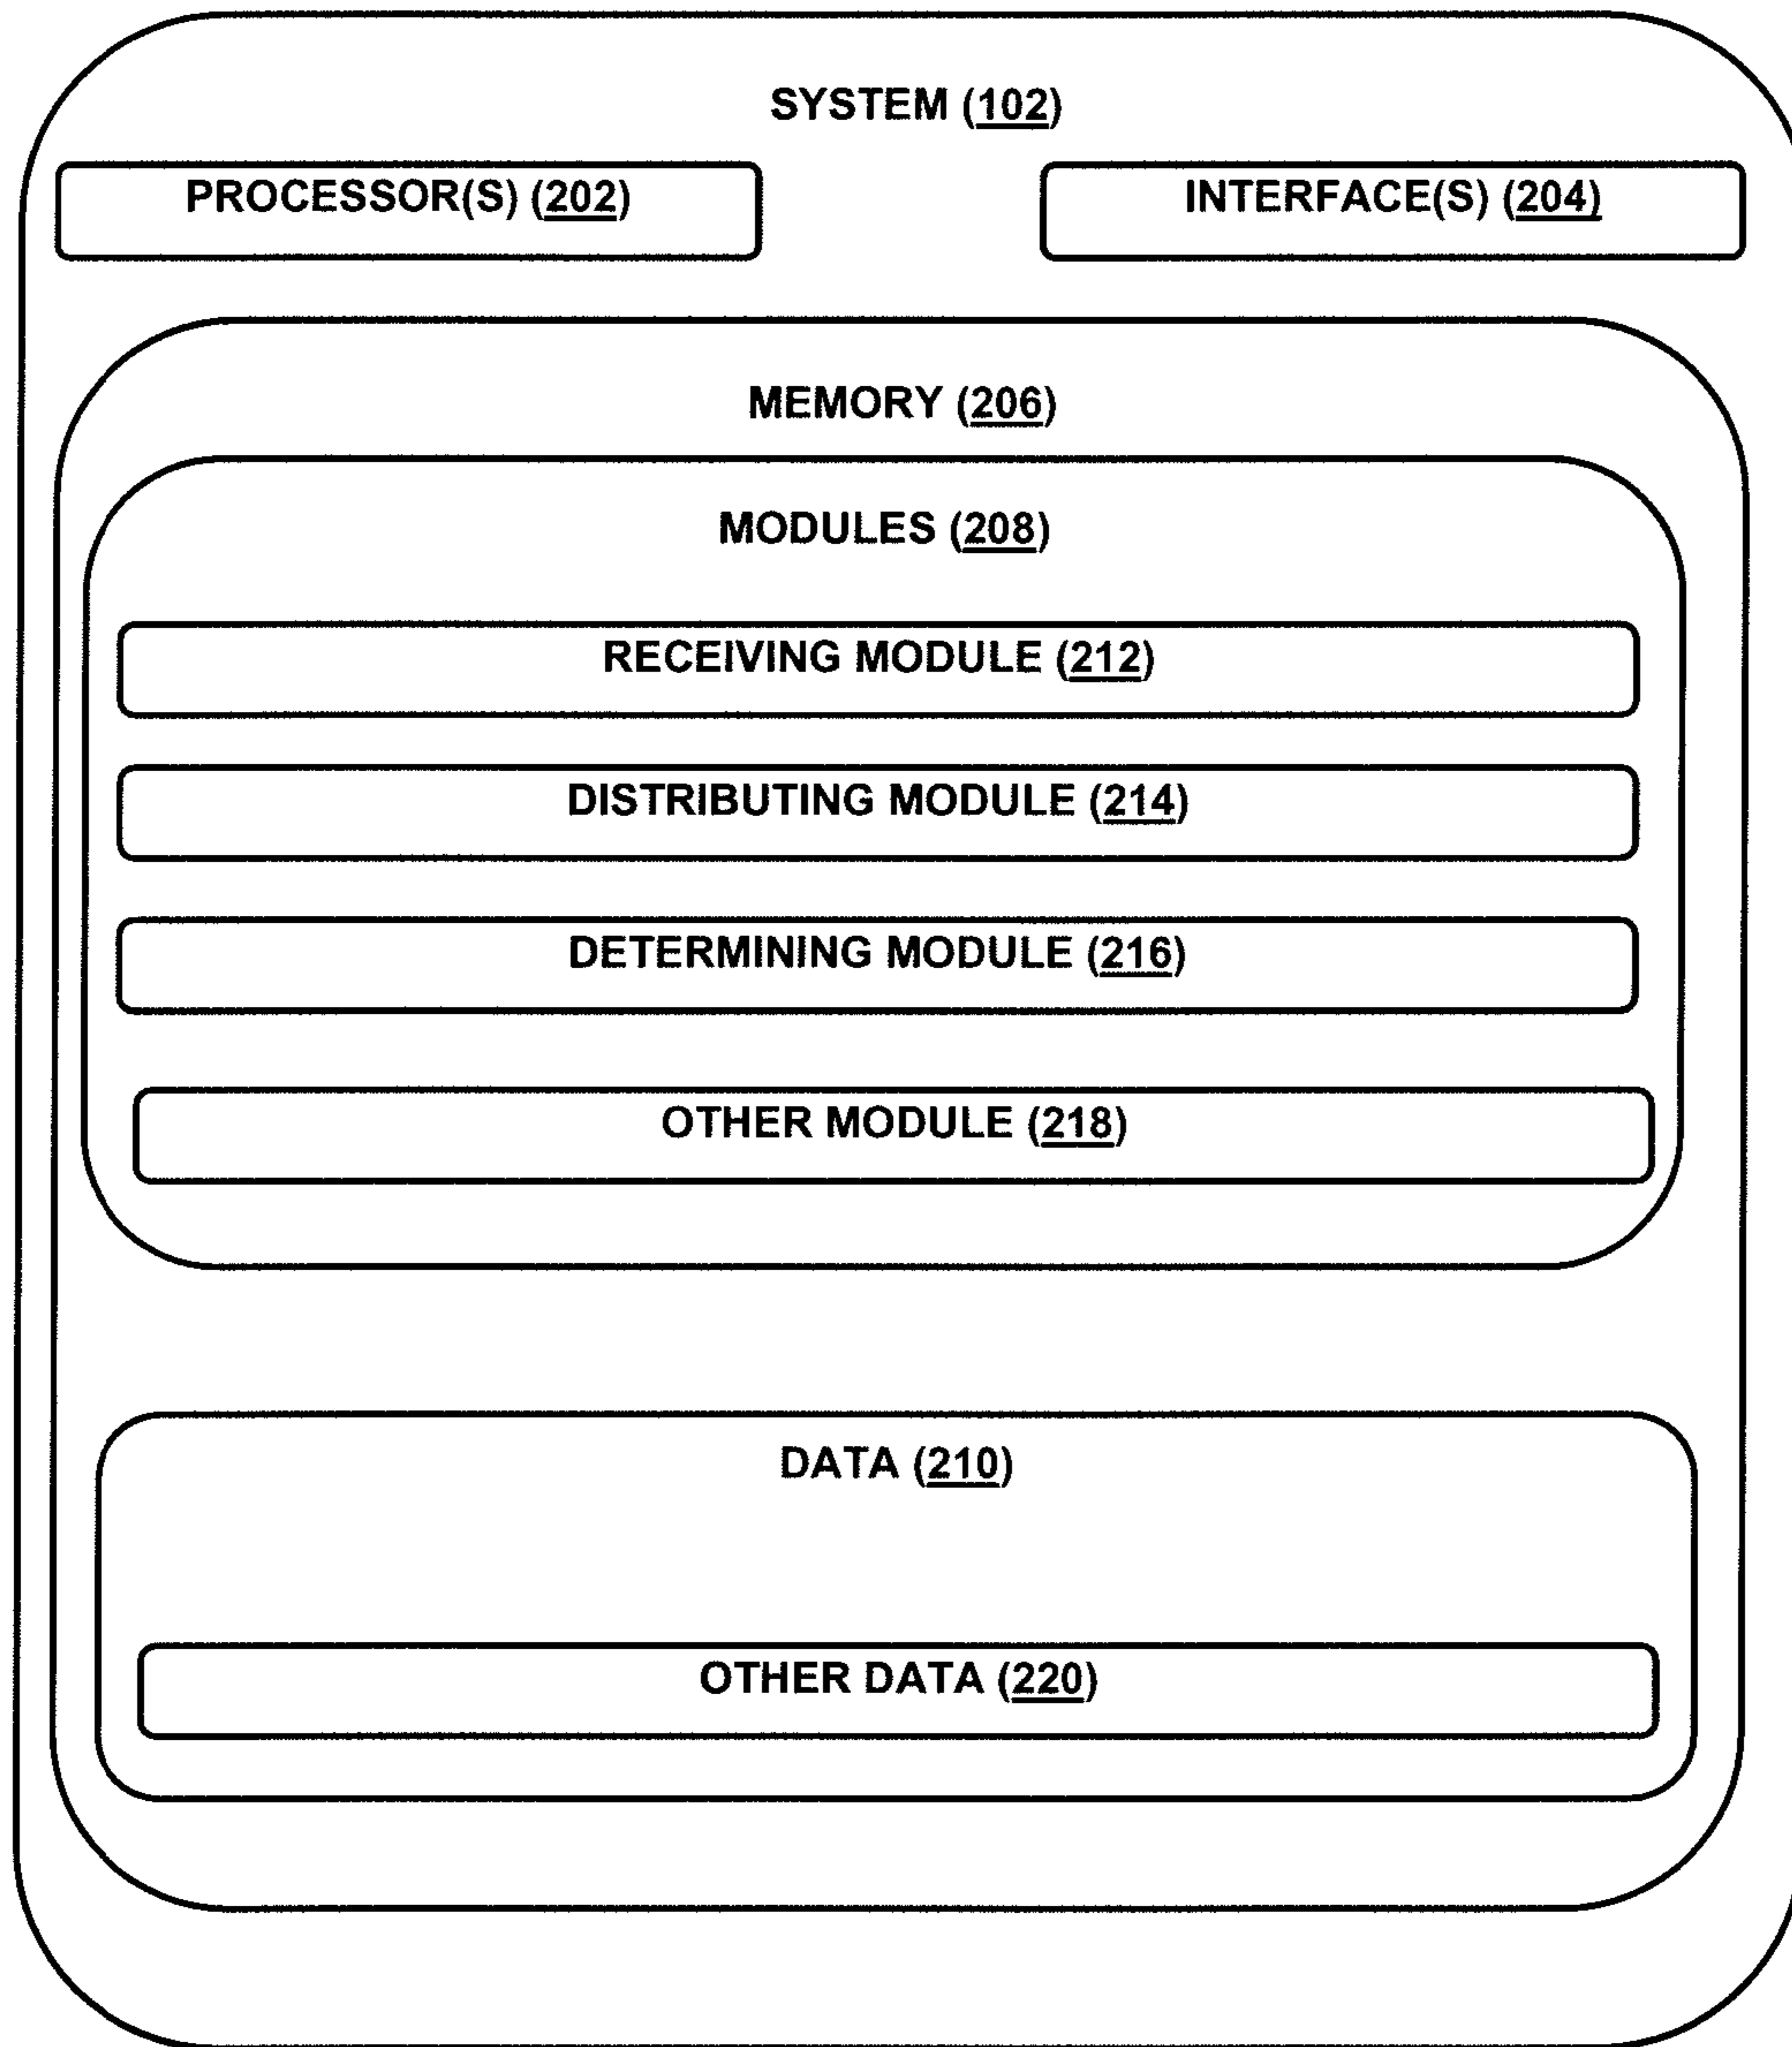 SYSTEM (102)
PROCESSOR(S) (202)
INTERFACE(S) (204)
MEMORY (206)
MODULES (208)
RECEIVING MODULE (212)
DISTRIBUTING MODULE (214)
DETERMINING MODULE (216)
OTHER MODULE (218)
DATA (210)
OTHER DATA (220)